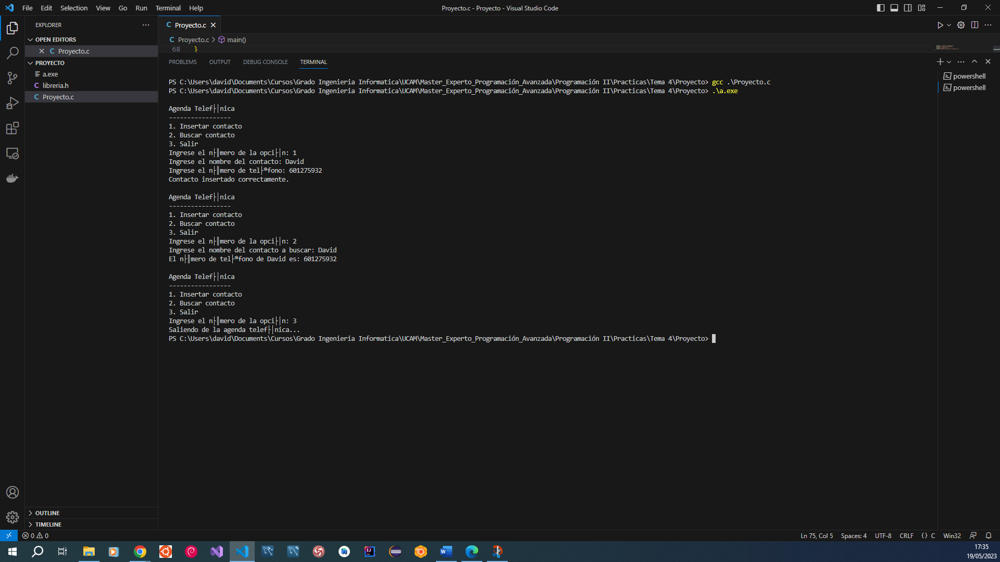 File Edit Selection View Go Run Terminal Help
Proyecto.c - Proyecto - Visual Studio Code
EXPLORER
OPEN EDITORS
C Proyecto.c
PROYECTO
a.exe
C libreria.h
C Proyecto.c
OUTLINE
TIMELINE
C Proyecto.c
C Proyecto.c > main()
68 }
PROBLEMS OUTPUT DEBUG CONSOLE TERMINAL
powershell
powershell
PS C:\Users\david\Documents\Cursos\Grado Ingenieria Informatica\UCAM\Master_Experto_Programación_Avanzada\Programación II\Practicas\Tema 4\Proyecto> gcc .\Proyecto.c
PS C:\Users\david\Documents\Cursos\Grado Ingenieria Informatica\UCAM\Master_Experto_Programación_Avanzada\Programación II\Practicas\Tema 4\Proyecto> .\a.exe
Agenda Telef├│nica
-----------------
1. Insertar contacto
2. Buscar contacto
3. Salir
Ingrese el n├║mero de la opci├│n: 1
Ingrese el nombre del contacto: David
Ingrese el n├║mero de tel├®fono: 601275932
Contacto insertado correctamente.
Agenda Telef├│nica
-----------------
1. Insertar contacto
2. Buscar contacto
3. Salir
Ingrese el n├║mero de la opci├│n: 2
Ingrese el nombre del contacto a buscar: David
El n├║mero de tel├®fono de David es: 601275932
Agenda Telef├│nica
-----------------
1. Insertar contacto
2. Buscar contacto
3. Salir
Ingrese el n├║mero de la opci├│n: 3
Saliendo de la agenda telef├│nica...
PS C:\Users\david\Documents\Cursos\Grado Ingenieria Informatica\UCAM\Master_Experto_Programación_Avanzada\Programación II\Practicas\Tema 4\Proyecto>
0 0
Ln 75, Col 5 Spaces: 4 UTF-8 CRLF {} C Win32
17:35
19/05/2023